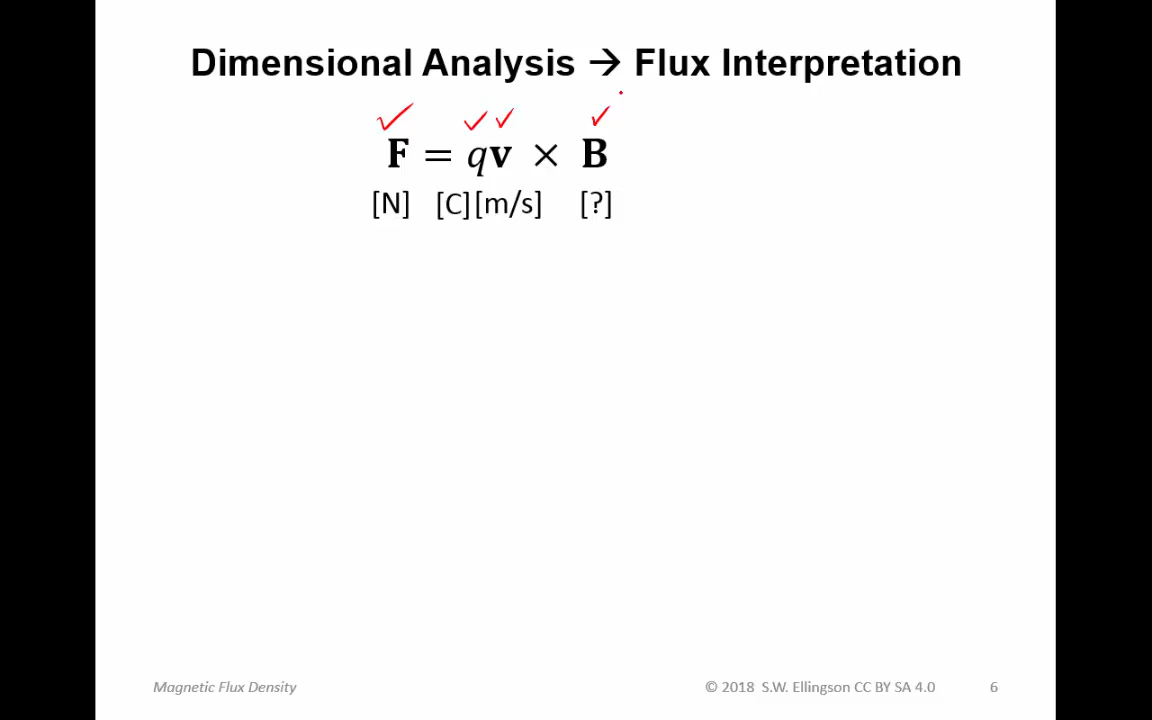 Dimensional Analysis → Flux Interpretation
F = qv × B
[N] [C][m/s] [?]
Magnetic Flux Density © 2018 S.W. Ellingson CC BY SA 4.0 6